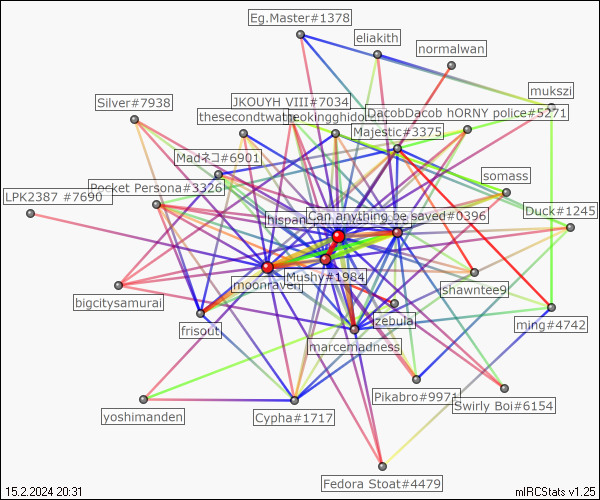 Eg.Master#1378
eliakith
normalwan
mukszi
Silver#7938
JKOUYH VIII#7034
thesecondtwat
DacobDacob hORNY police#5271
Majestic#3375
Madネコ#6901
somass
Pocket Persona#3326
LPK2387 #7690
Duck#1245
Can anything be saved#0396
Mushy#1984
moonraven
shawntee9
bigcitysamurai
zebula
ming#4742
frisout
marcemadness
Pikabro#9971
Swirly Boi#6154
yoshimanden
Cypha#1717
Fedora Stoat#4479
15.2.2024 20:31
mIRCStats v1.25